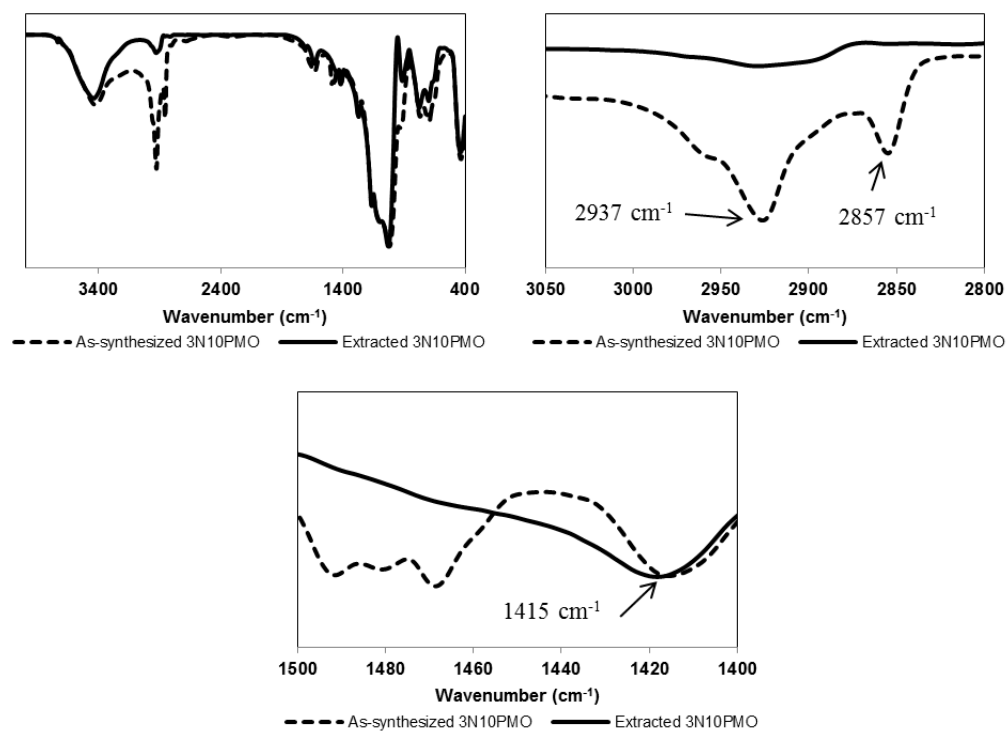 3400 2400 1400 400
Wavenumber (cm⁻¹)
As-synthesized 3N10PMO Extracted 3N10PMO
2937 cm⁻¹
2857 cm⁻¹
3050 3000 2950 2900 2850 2800
Wavenumber (cm⁻¹)
As-synthesized 3N10PMO Extracted 3N10PMO
1415 cm⁻¹
1500 1480 1460 1440 1420 1400
Wavenumber (cm⁻¹)
As-synthesized 3N10PMO Extracted 3N10PMO